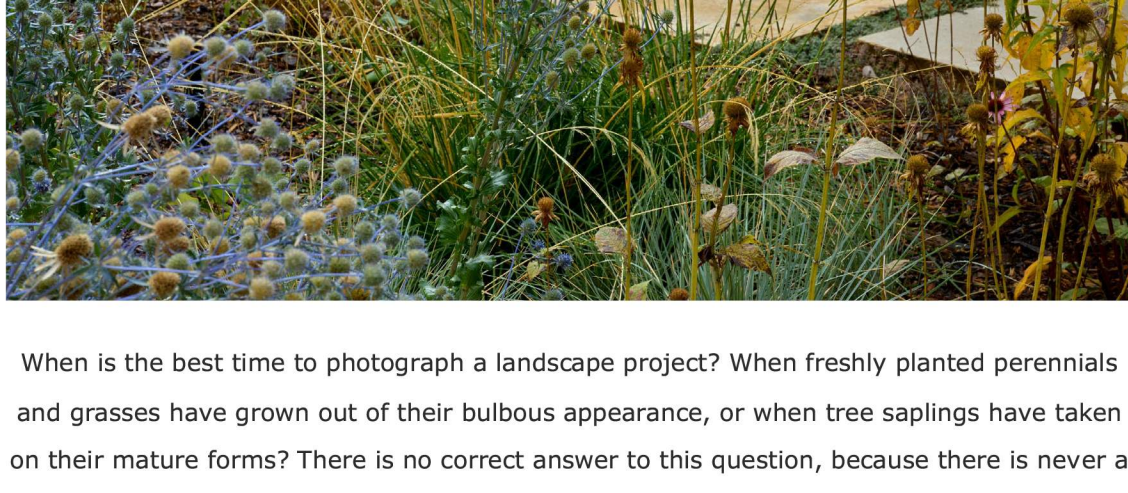 When is the best time to photograph a landscape project? When freshly planted perennials
and grasses have grown out of their bulbous appearance, or when tree saplings have taken
on their mature forms? There is no correct answer to this question, because there is never a